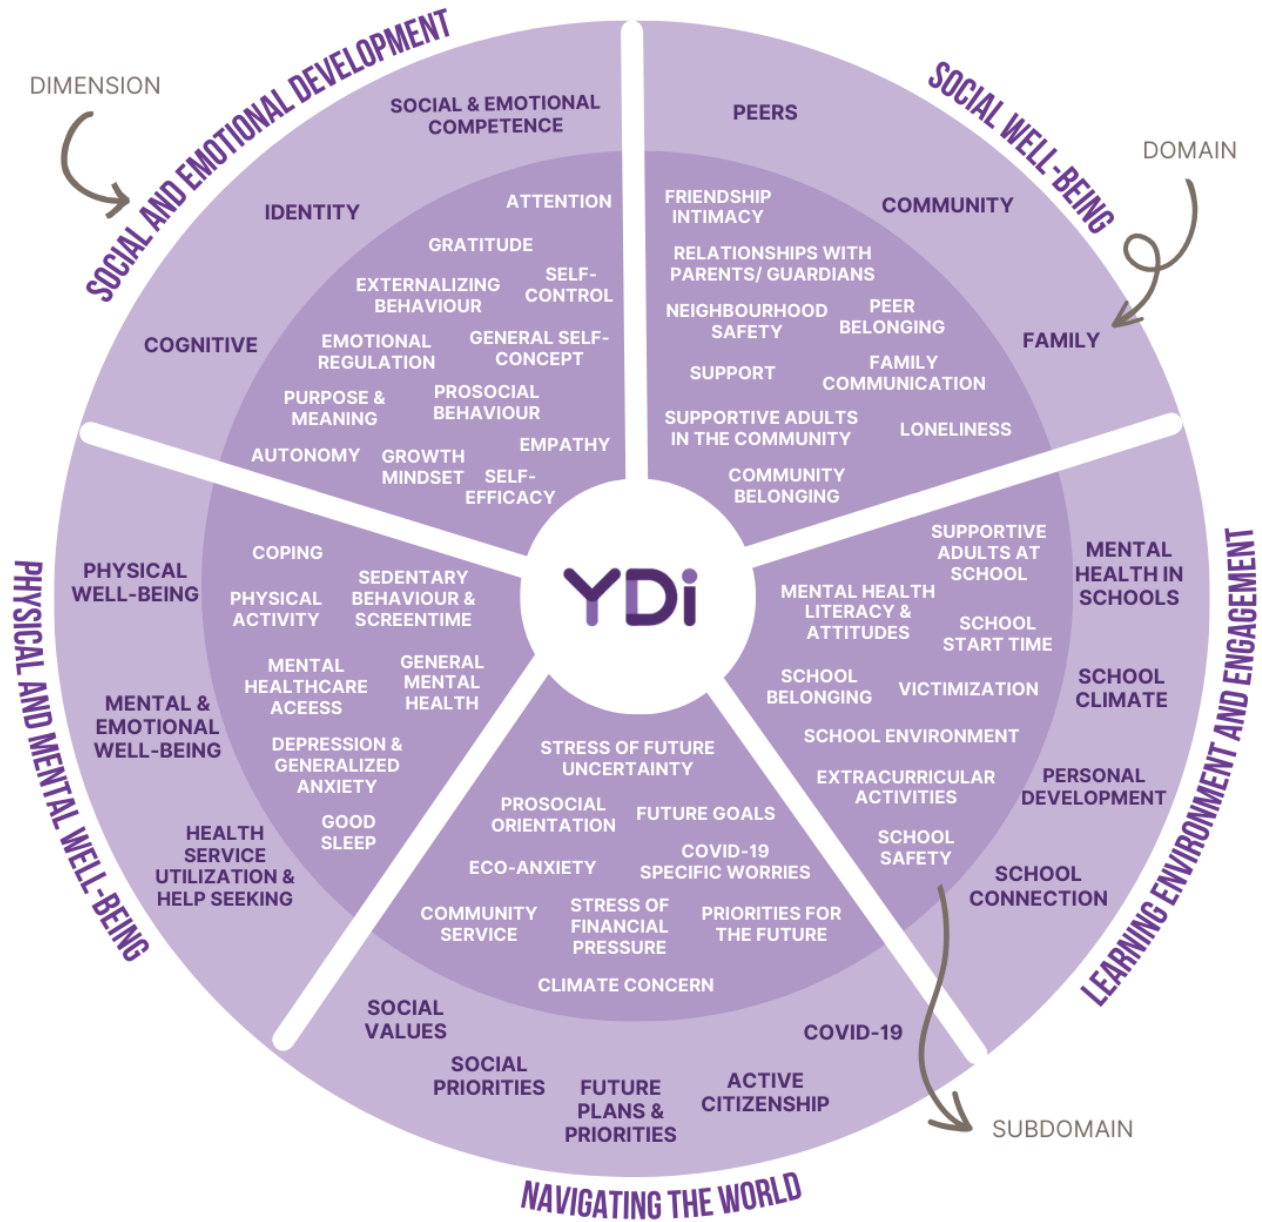 DIMENSION
SOCIAL AND EMOTIONAL DEVELOPMENT
SOCIAL & EMOTIONAL
COMPETENCE
IDENTITY
COGNITIVE
ATTENTION
GRATITUDE
EXTERNALIZING
BEHAVIOUR
SELF-
CONTROL
EMOTIONAL
REGULATION
GENERAL SELF-
CONCEPT
PURPOSE &
MEANING
PROSOCIAL
BEHAVIOUR
EMPATHY
AUTONOMY
GROWTH
MINDSET
SELF-
EFFICACY
SOCIAL WELL-BEING
DOMAIN
PEERS
COMMUNITY
FAMILY
FRIENDSHIP
INTIMACY
RELATIONSHIPS WITH
PARENTS/ GUARDIANS
NEIGHBOURHOOD
SAFETY
PEER
BELONGING
SUPPORT
FAMILY
COMMUNICATION
SUPPORTIVE ADULTS
IN THE COMMUNITY
LONELINESS
COMMUNITY
BELONGING
YDi
LEARNING ENVIRONMENT AND ENGAGEMENT
MENTAL
HEALTH IN
SCHOOLS
SCHOOL
CLIMATE
PERSONAL
DEVELOPMENT
SCHOOL
CONNECTION
SUPPORTIVE
ADULTS AT
SCHOOL
MENTAL HEALTH
LITERACY &
ATTITUDES
SCHOOL
START TIME
SCHOOL
BELONGING
VICTIMIZATION
SCHOOL ENVIRONMENT
EXTRACURRICULAR
ACTIVITIES
SCHOOL
SAFETY
SUBDOMAIN
NAVIGATING THE WORLD
STRESS OF FUTURE
UNCERTAINTY
PROSOCIAL
ORIENTATION
FUTURE GOALS
ECO-ANXIETY
COVID-19
SPECIFIC WORRIES
COMMUNITY
SERVICE
STRESS OF
FINANCIAL
PRESSURE
PRIORITIES FOR
THE FUTURE
CLIMATE CONCERN
SOCIAL
VALUES
SOCIAL
PRIORITIES
FUTURE
PLANS &
PRIORITIES
ACTIVE
CITIZENSHIP
COVID-19
PHYSICAL AND MENTAL WELL-BEING
PHYSICAL
WELL-BEING
MENTAL &
EMOTIONAL
WELL-BEING
HEALTH
SERVICE
UTILIZATION &
HELP SEEKING
COPING
PHYSICAL
ACTIVITY
SEDENTARY
BEHAVIOUR &
SCREENTIME
MENTAL
HEALTHCARE
ACEESS
GENERAL
MENTAL
HEALTH
DEPRESSION &
GENERALIZED
ANXIETY
GOOD
SLEEP